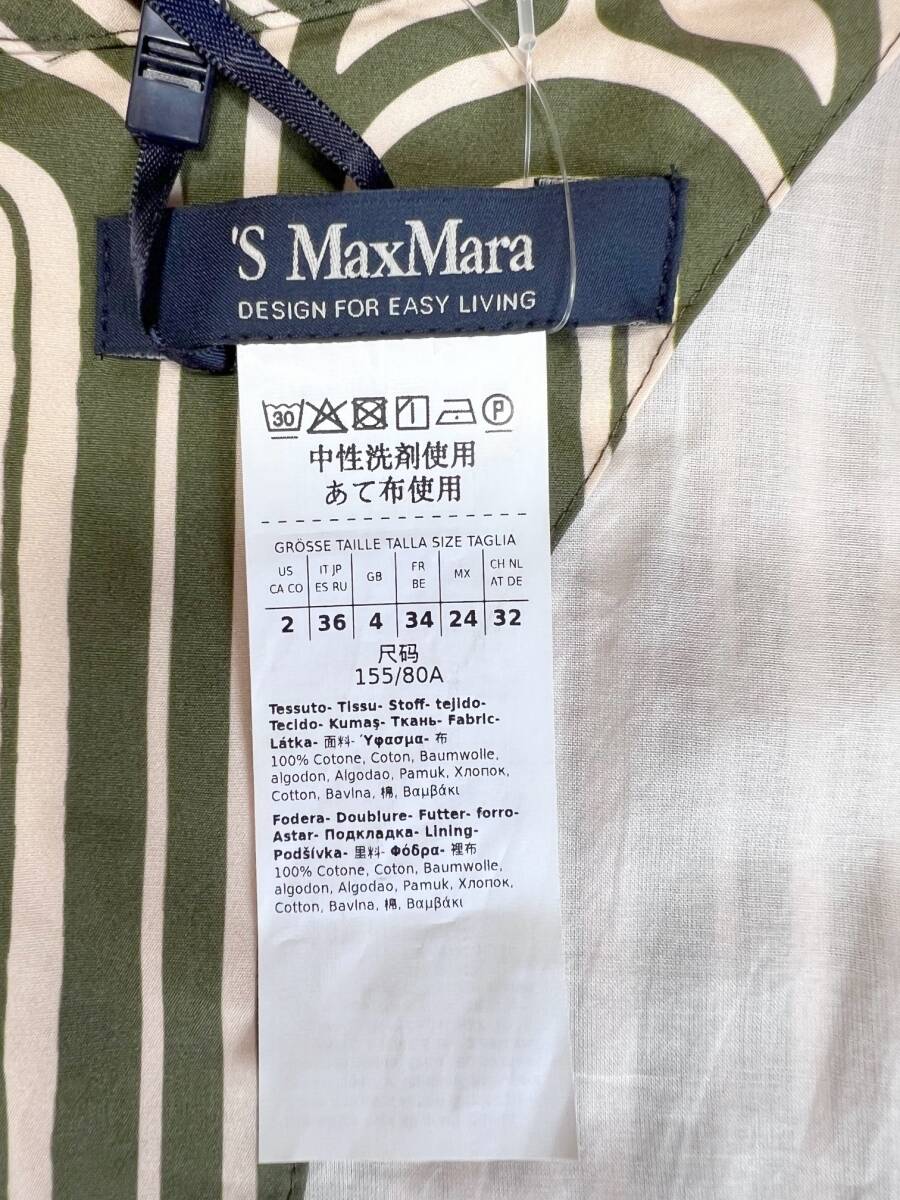 'S MaxMara
DESIGN FOR EASY LIVING
30 P
中性洗剤使用
あて布使用
GRÖSSE TAILLE TALLA SIZE TAGLIA
US CA CO IT JP ES RU GB FR BE MX CH NL AT DE
2 36 4 34 24 32
尺码
155/80A
Tessuto- Tissu- Stoff- tejido-
Tecido- Kumaş- Ткань- Fabric-
Látka- 面料- Ύφασμα- 布
100% Cotone, Coton, Baumwolle,
algodon, Algodao, Pamuk, Хлопок,
Cotton, Bavlna, 棉, Βαμβάκι
Fodera- Doublure- Futter- forro-
Astar- Подкладка- Lining-
Podšívka- 里料- Φόδρα- 裡布
100% Cotone, Coton, Baumwolle,
algodon, Algodao, Pamuk, Хлопок,
Cotton, Bavlna, 棉, Βαμβάκι